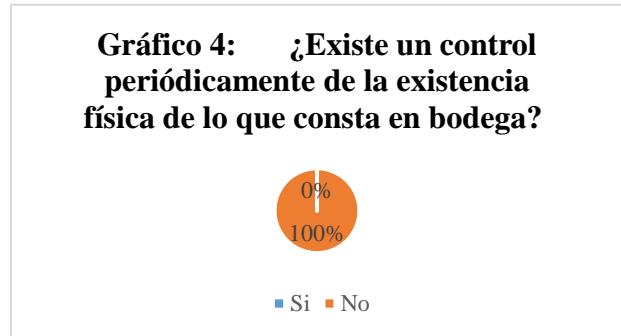 Gráfico 4: ¿Existe un control
periódicamente de la existencia
física de lo que consta en bodega?
0%
100%
Si No